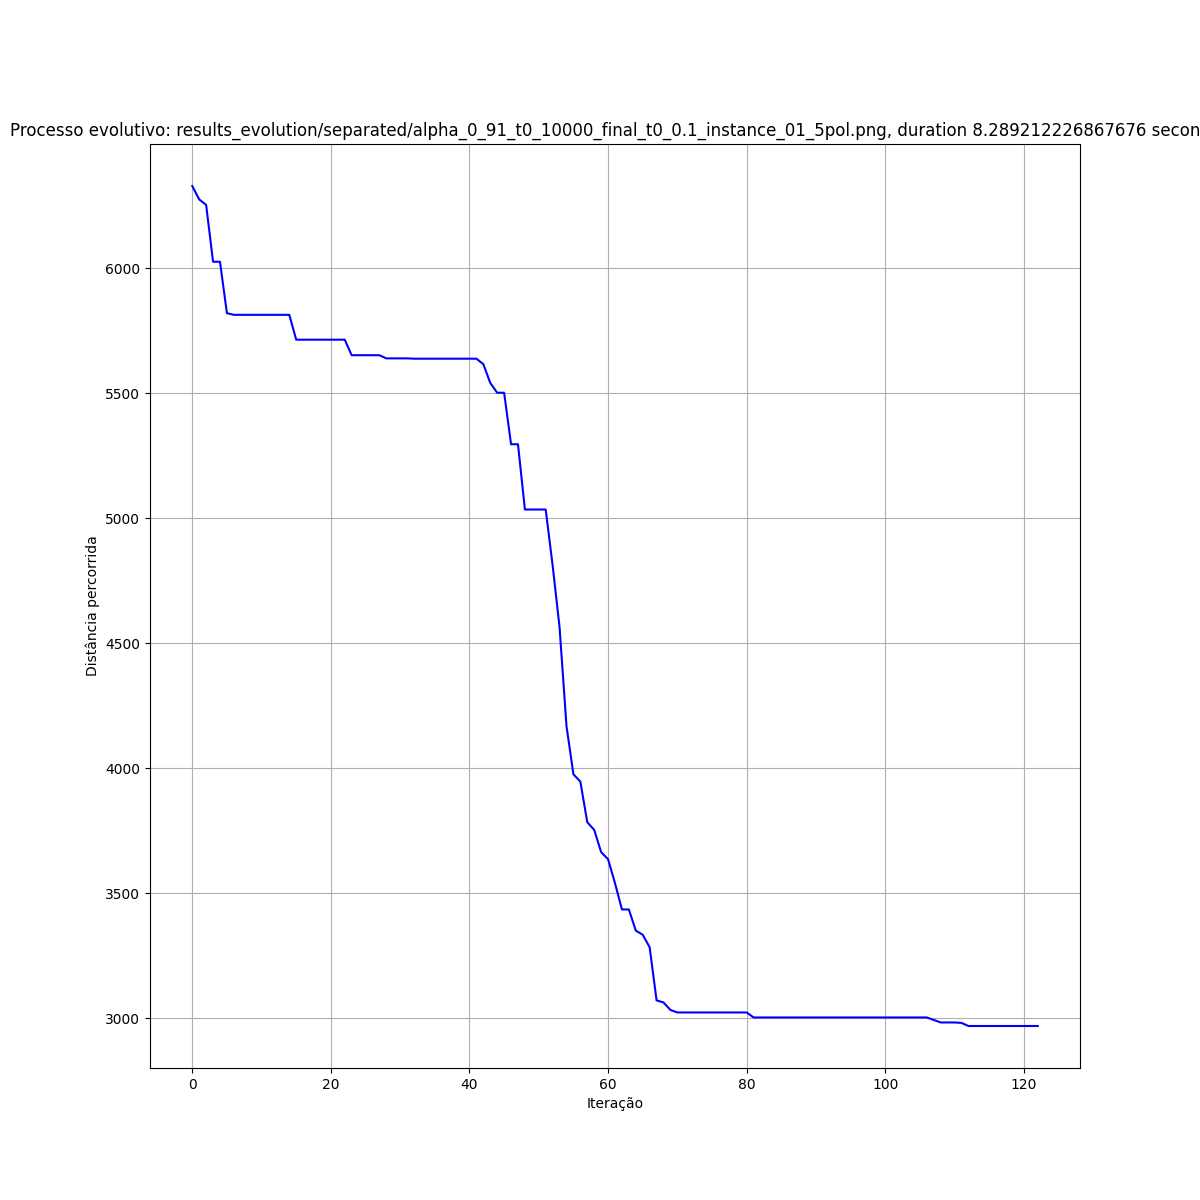 Processo evolutivo: results_evolution/separated/alpha_0_91_t0_10000_final_t0_0.1_instance_01_5pol.png, duration 8.289212226867676 secon
6000
5500
5000
4500
4000
3500
3000
Distância percorrida
0 20 40 60 80 100 120
Iteração